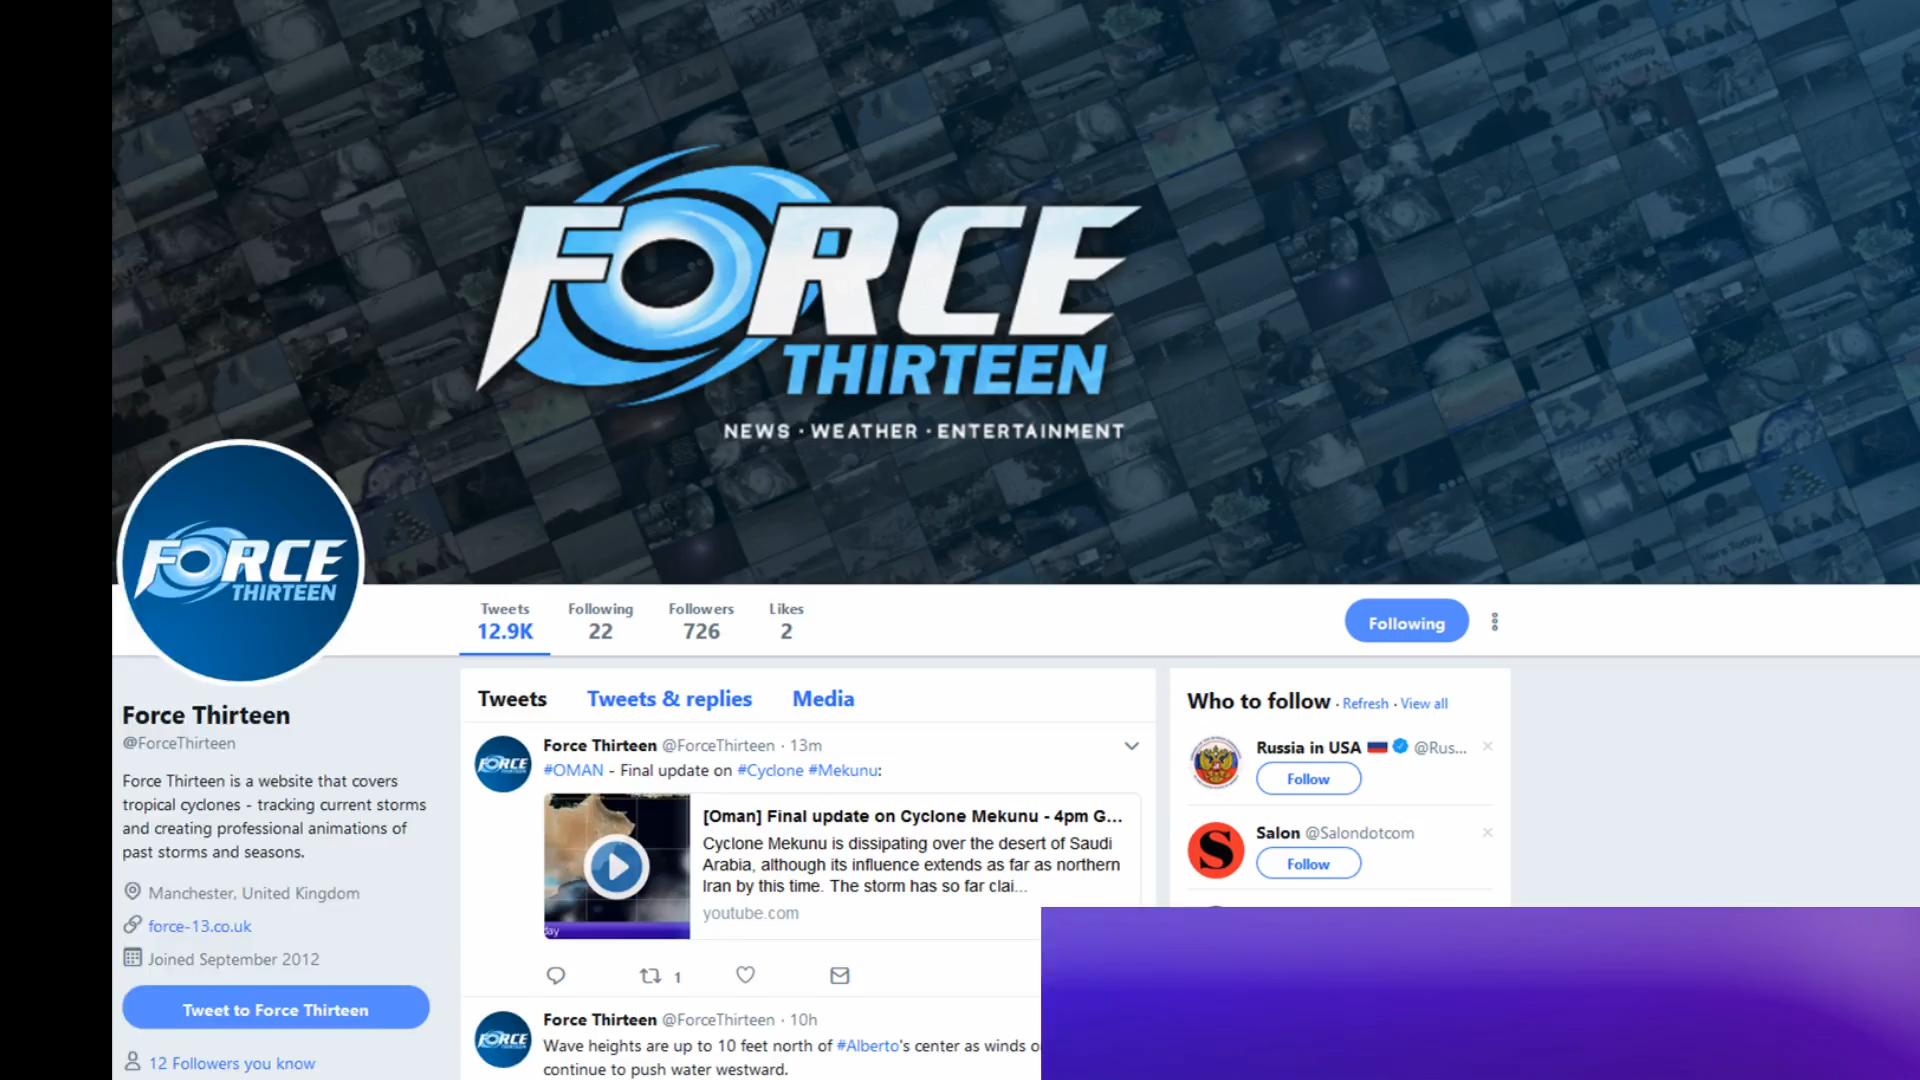 FORCE
THIRTEEN
NEWS · WEATHER · ENTERTAINMENT
FORCE
THIRTEEN
Tweets
12.9K
Following
22
Followers
726
Likes
2
Following
Force Thirteen
@ForceThirteen
Force Thirteen is a website that covers
tropical cyclones - tracking current storms
and creating professional animations of
past storms and seasons.
Manchester, United Kingdom
force-13.co.uk
Joined September 2012
Tweet to Force Thirteen
12 Followers you know
Tweets Tweets & replies Media
Force Thirteen @ForceThirteen · 13m
#OMAN - Final update on #Cyclone #Mekunu:
FORCE
[Oman] Final update on Cyclone Mekunu - 4pm G...
Cyclone Mekunu is dissipating over the desert of Saudi
Arabia, although its influence extends as far as northern
Iran by this time. The storm has so far clai...
youtube.com
day
1
Force Thirteen @ForceThirteen · 10h
FORCE
Wave heights are up to 10 feet north of #Alberto's center as winds
continue to push water westward.
Who to follow · Refresh · View all
Russia in USA @Rus...
Follow
S
Salon @Salondotcom
Follow